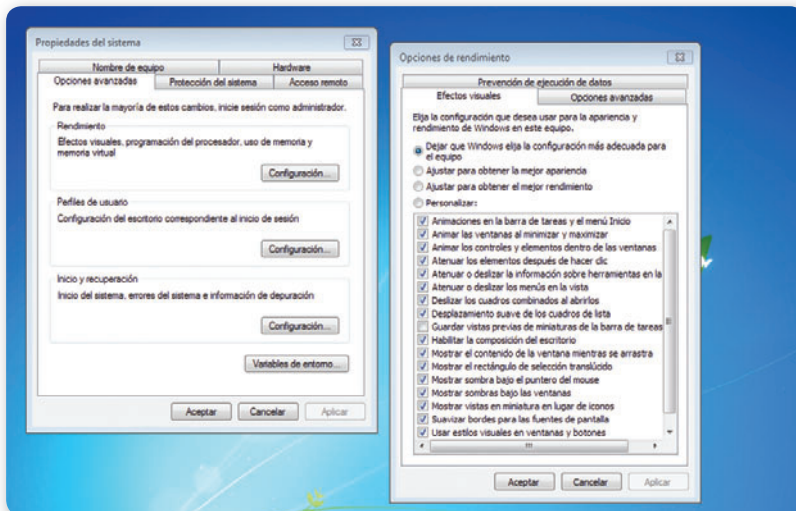 Propiedades del sistema
Nombre de equipo
Hardware
Opciones avanzadas
Protección del sistema
Acceso remoto
Para realizar la mayoría de estos cambios, inicie sesión como administrador.
Rendimiento
Efectos visuales, programación del procesador, uso de memoria y
memoria virtual
Configuración...
Perfiles de usuario
Configuración del escritorio correspondiente al inicio de sesión
Configuración...
Inicio y recuperación
Inicio del sistema, errores del sistema e información de depuración
Configuración...
Variables de entorno...
Aceptar
Cancelar
Aplicar
Opciones de rendimiento
Prevención de ejecución de datos
Efectos visuales
Opciones avanzadas
Elija la configuración que desea usar para la apariencia y
rendimiento de Windows en este equipo.
Dejar que Windows elija la configuración más adecuada para
el equipo
Ajustar para obtener la mejor apariencia
Ajustar para obtener el mejor rendimiento
Personalizar:
Animaciones en la barra de tareas y el menú Inicio
Animar las ventanas al minimizar y maximizar
Animar los controles y elementos dentro de las ventanas
Atenuar los elementos después de hacer clic
Atenuar o deslizar la información sobre herramientas en la
Atenuar o deslizar los menús en la vista
Deslizar los cuadros combinados al abrirlos
Desplazamiento suave de los cuadros de lista
Guardar vistas previas de miniaturas de la barra de tareas
Habilitar la composición del escritorio
Mostrar el contenido de la ventana mientras se arrastra
Mostrar el rectángulo de selección translúcido
Mostrar sombra bajo el puntero del mouse
Mostrar sombras bajo las ventanas
Mostrar vistas en miniatura en lugar de iconos
Suavizar bordes para las fuentes de pantalla
Usar estilos visuales en ventanas y botones
Aceptar
Cancelar
Aplicar